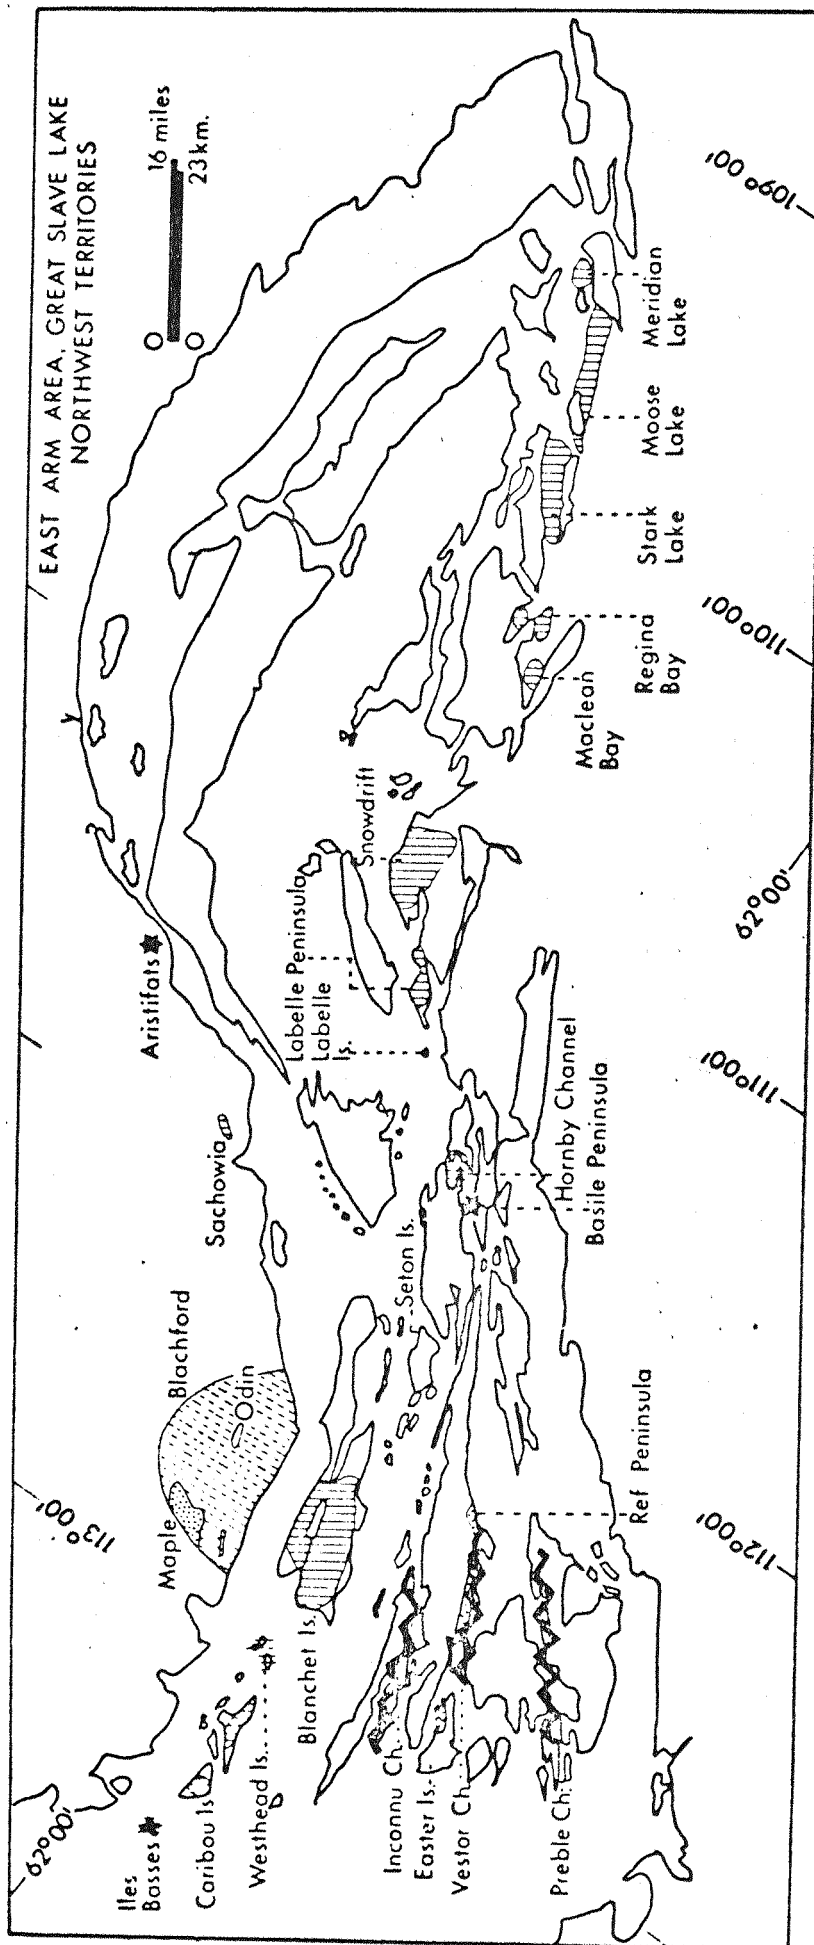 EAST ARM AREA, GREAT SLAVE LAKE
NORTHWEST TERRITORIES
0 16 miles
0 23km.
113° 00'
62° 00'
Iles
Basses
Caribou Is.
Westhead Is.
Maple
Blachford
Odin
Sachowia
Aristifats
Blanchet Is.
Inconnu Ch.
Easter Is.
Vestor Ch.
Preble Ch.
Seton Is.
Labelle Peninsula
Labelle
Is.
Snowdrift
Ref Peninsula
Hornby Channel
Basile Peninsula
Maclean
Bay
Regina
Bay
Stark
Lake
Moose
Lake
Meridian
Lake
112° 00'
111° 00'
62° 00'
110° 00'
109° 00'